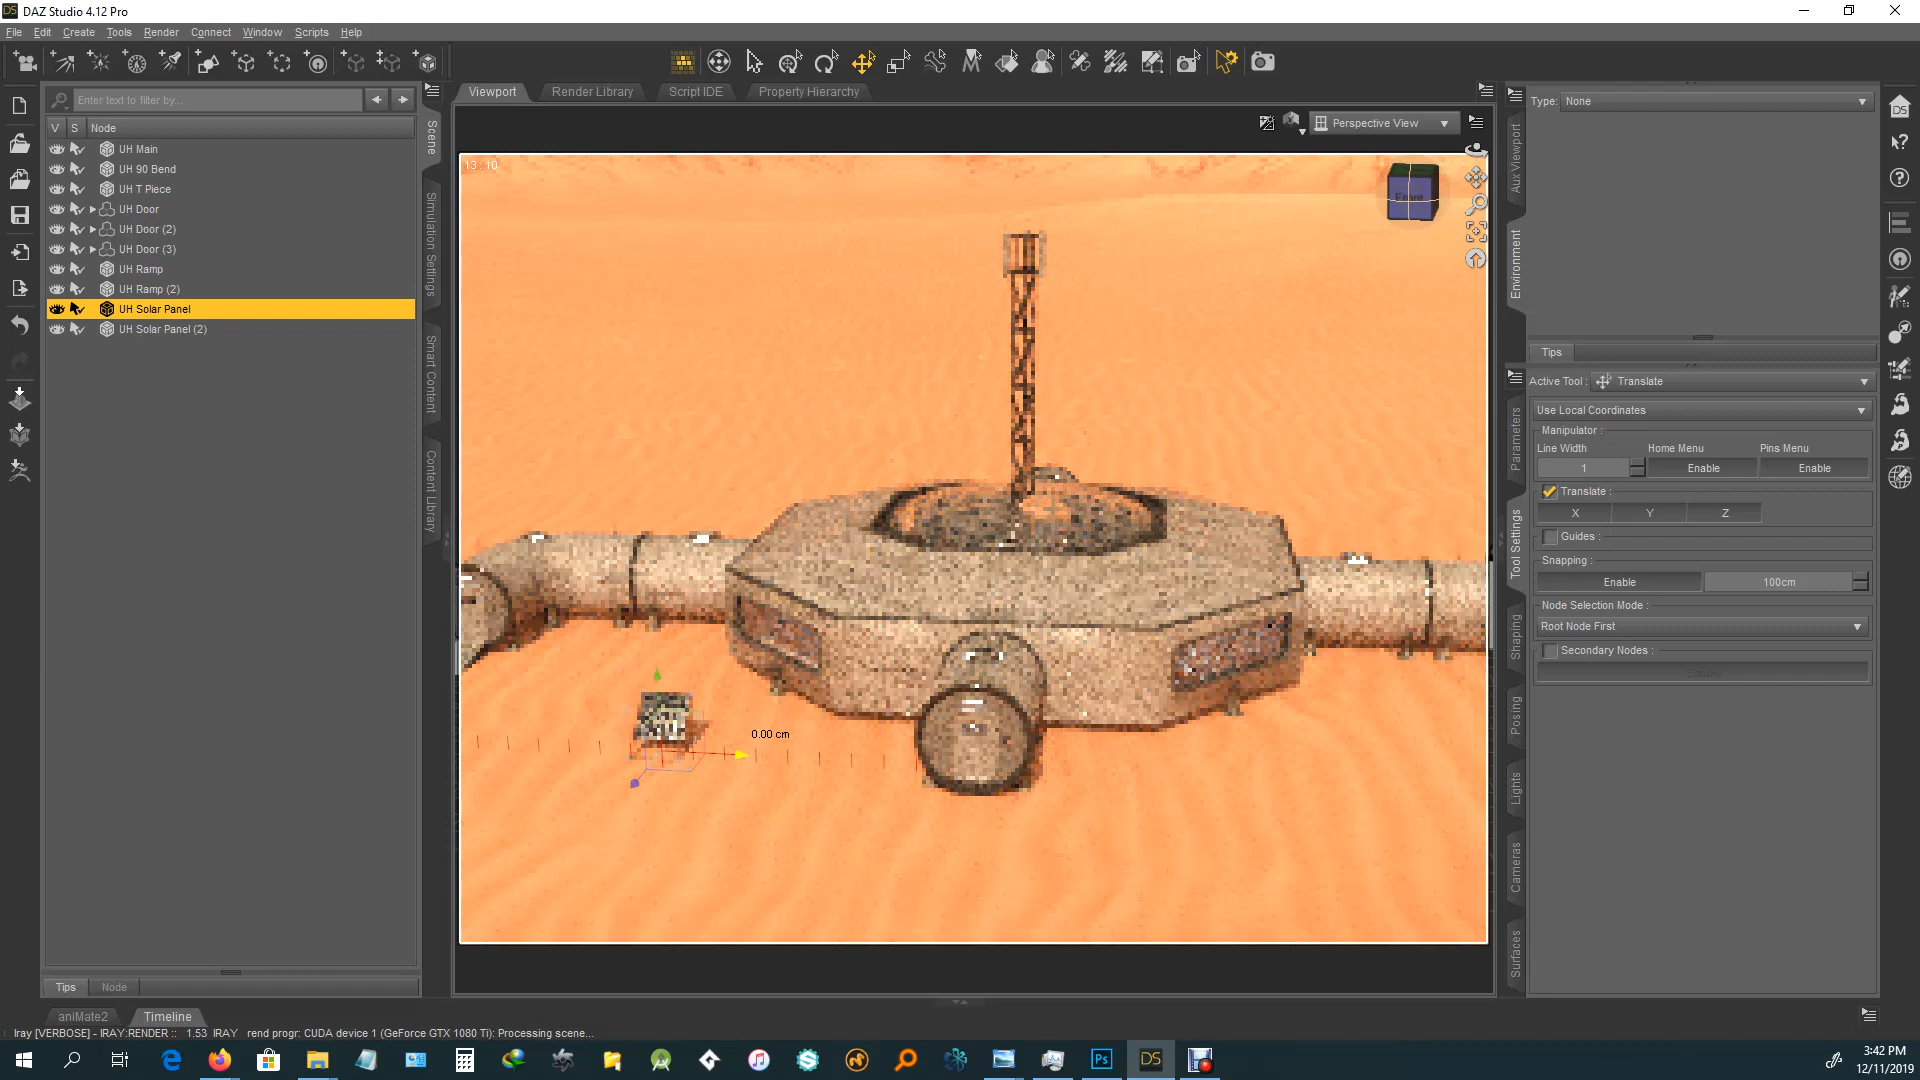 DAZ Studio 4.12 Pro
File Edit Create Tools Render Connect Window Scripts Help
Viewport Render Library Script IDE Property Hierarchy
Enter text to filter by...
V S Node
UH Main
UH 90 Bend
UH T Piece
UH Door
UH Door (2)
UH Door (3)
UH Ramp
UH Ramp (2)
UH Solar Panel
UH Solar Panel (2)
Tips Node
Scene
Simulation Settings
Smart Content
Content Library
Perspective View
13 : 10
Front
0.00 cm
Aux Viewport
Environment
Type: None
Tips
Parameters
Tool Settings
Shaping
Posing
Lights
Cameras
Surfaces
Active Tool : Translate
Use Local Coordinates
Manipulator :
Line Width Home Menu Pins Menu
1 Enable Enable
Translate :
X Y Z
Guides :
Snapping :
Enable 100cm
Node Selection Mode :
Root Node First
Secondary Nodes :
aniMate2 Timeline
Iray [VERBOSE] - IRAY:RENDER :: 1.53 IRAY rend progr: CUDA device 1 (GeForce GTX 1080 Ti): Processing scene...
Ps
DS
3:42 PM
12/11/2019